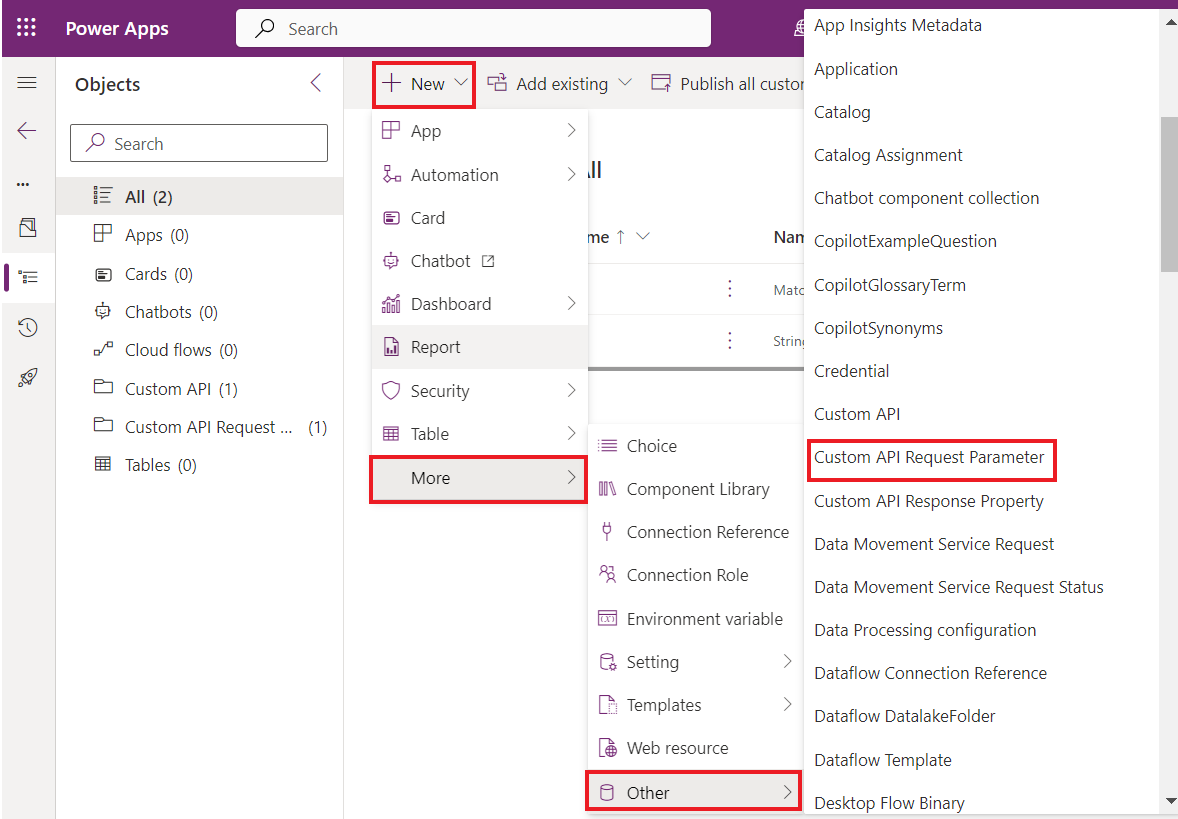 Power Apps
Search
Objects
Search
All (2)
Apps (0)
Cards (0)
Chatbots (0)
Cloud flows (0)
Custom API (1)
Custom API Request ... (1)
Tables (0)
New
Add existing
Publish all custor
App
Automation
Card
Chatbot
Dashboard
Report
Security
Table
More
All
me ↑
Nam
Matc
String
Choice
Component Library
Connection Reference
Connection Role
Environment variable
Setting
Templates
Web resource
Other
App Insights Metadata
Application
Catalog
Catalog Assignment
Chatbot component collection
CopilotExampleQuestion
CopilotGlossaryTerm
CopilotSynonyms
Credential
Custom API
Custom API Request Parameter
Custom API Response Property
Data Movement Service Request
Data Movement Service Request Status
Data Processing configuration
Dataflow Connection Reference
Dataflow DatalakeFolder
Dataflow Template
Desktop Flow Binary